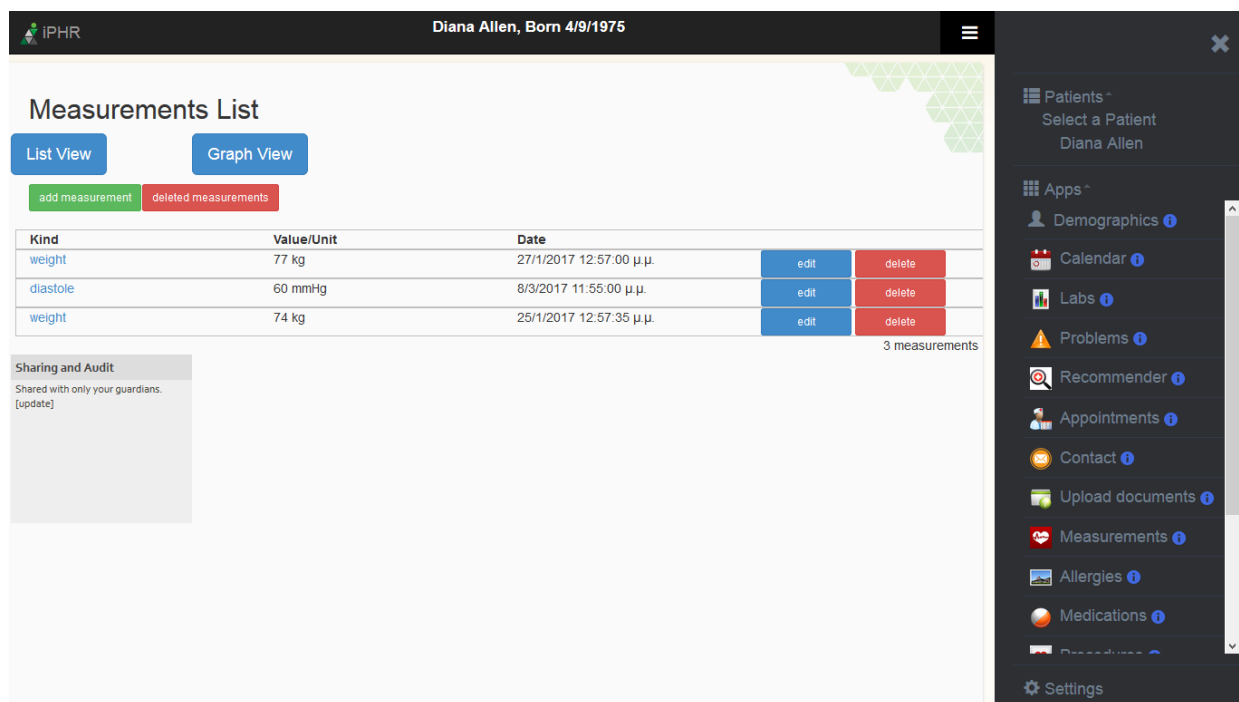 iPHR
Diana Allen, Born 4/9/1975
Measurements List
List View Graph View
add measurement deleted measurements
Kind Value/Unit Date
weight 77 kg 27/1/2017 12:57:00 μ.μ. edit delete
diastole 60 mmHg 8/3/2017 11:55:00 μ.μ. edit delete
weight 74 kg 25/1/2017 12:57:35 μ.μ. edit delete
3 measurements
Sharing and Audit
Shared with only your guardians.
[update]
Patients
Select a Patient
Diana Allen
Apps
Demographics
Calendar
Labs
Problems
Recommender
Appointments
Contact
Upload documents
Measurements
Allergies
Medications
Procedures
Settings